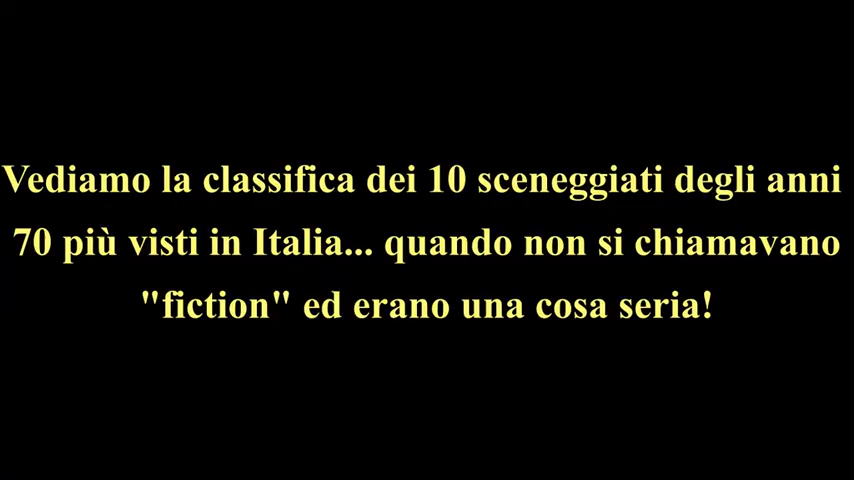 Vediamo la classifica dei 10 sceneggiati degli anni
70 più visti in Italia... quando non si chiamavano
"fiction" ed erano una cosa seria!